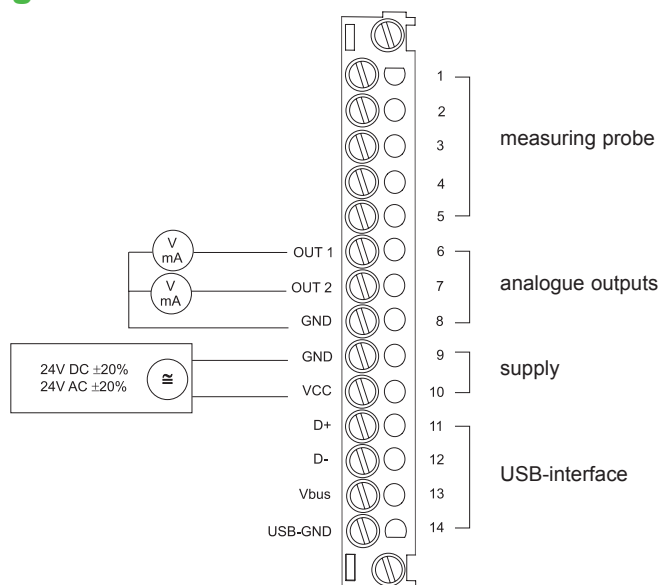 1
2
3
4
5
measuring probe
V
mA
OUT 1
6
V
mA
OUT 2
7
GND
8
analogue outputs
24V DC ±20%
24V AC ±20%
≅
GND
9
VCC
10
supply
D+
11
D-
12
Vbus
13
USB-GND
14
USB-interface